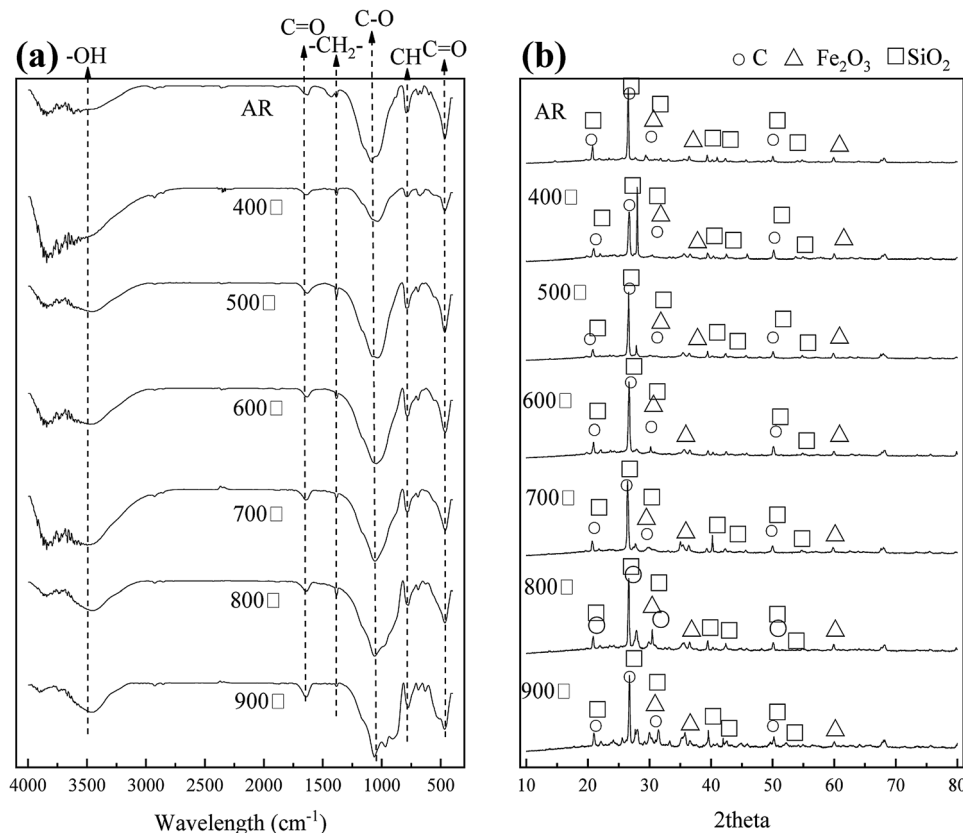 (a)
-OH
C=O
-CH₂-
C-O
CH
C=O
AR
400□
500□
600□
700□
800□
900□
4000 3500 3000 2500 2000 1500 1000 500 0
Wavelength (cm⁻¹)
(b)
C Fe₂O₃ SiO₂
AR
400□
500□
600□
700□
800□
900□
10 20 30 40 50 60 70 80
2theta